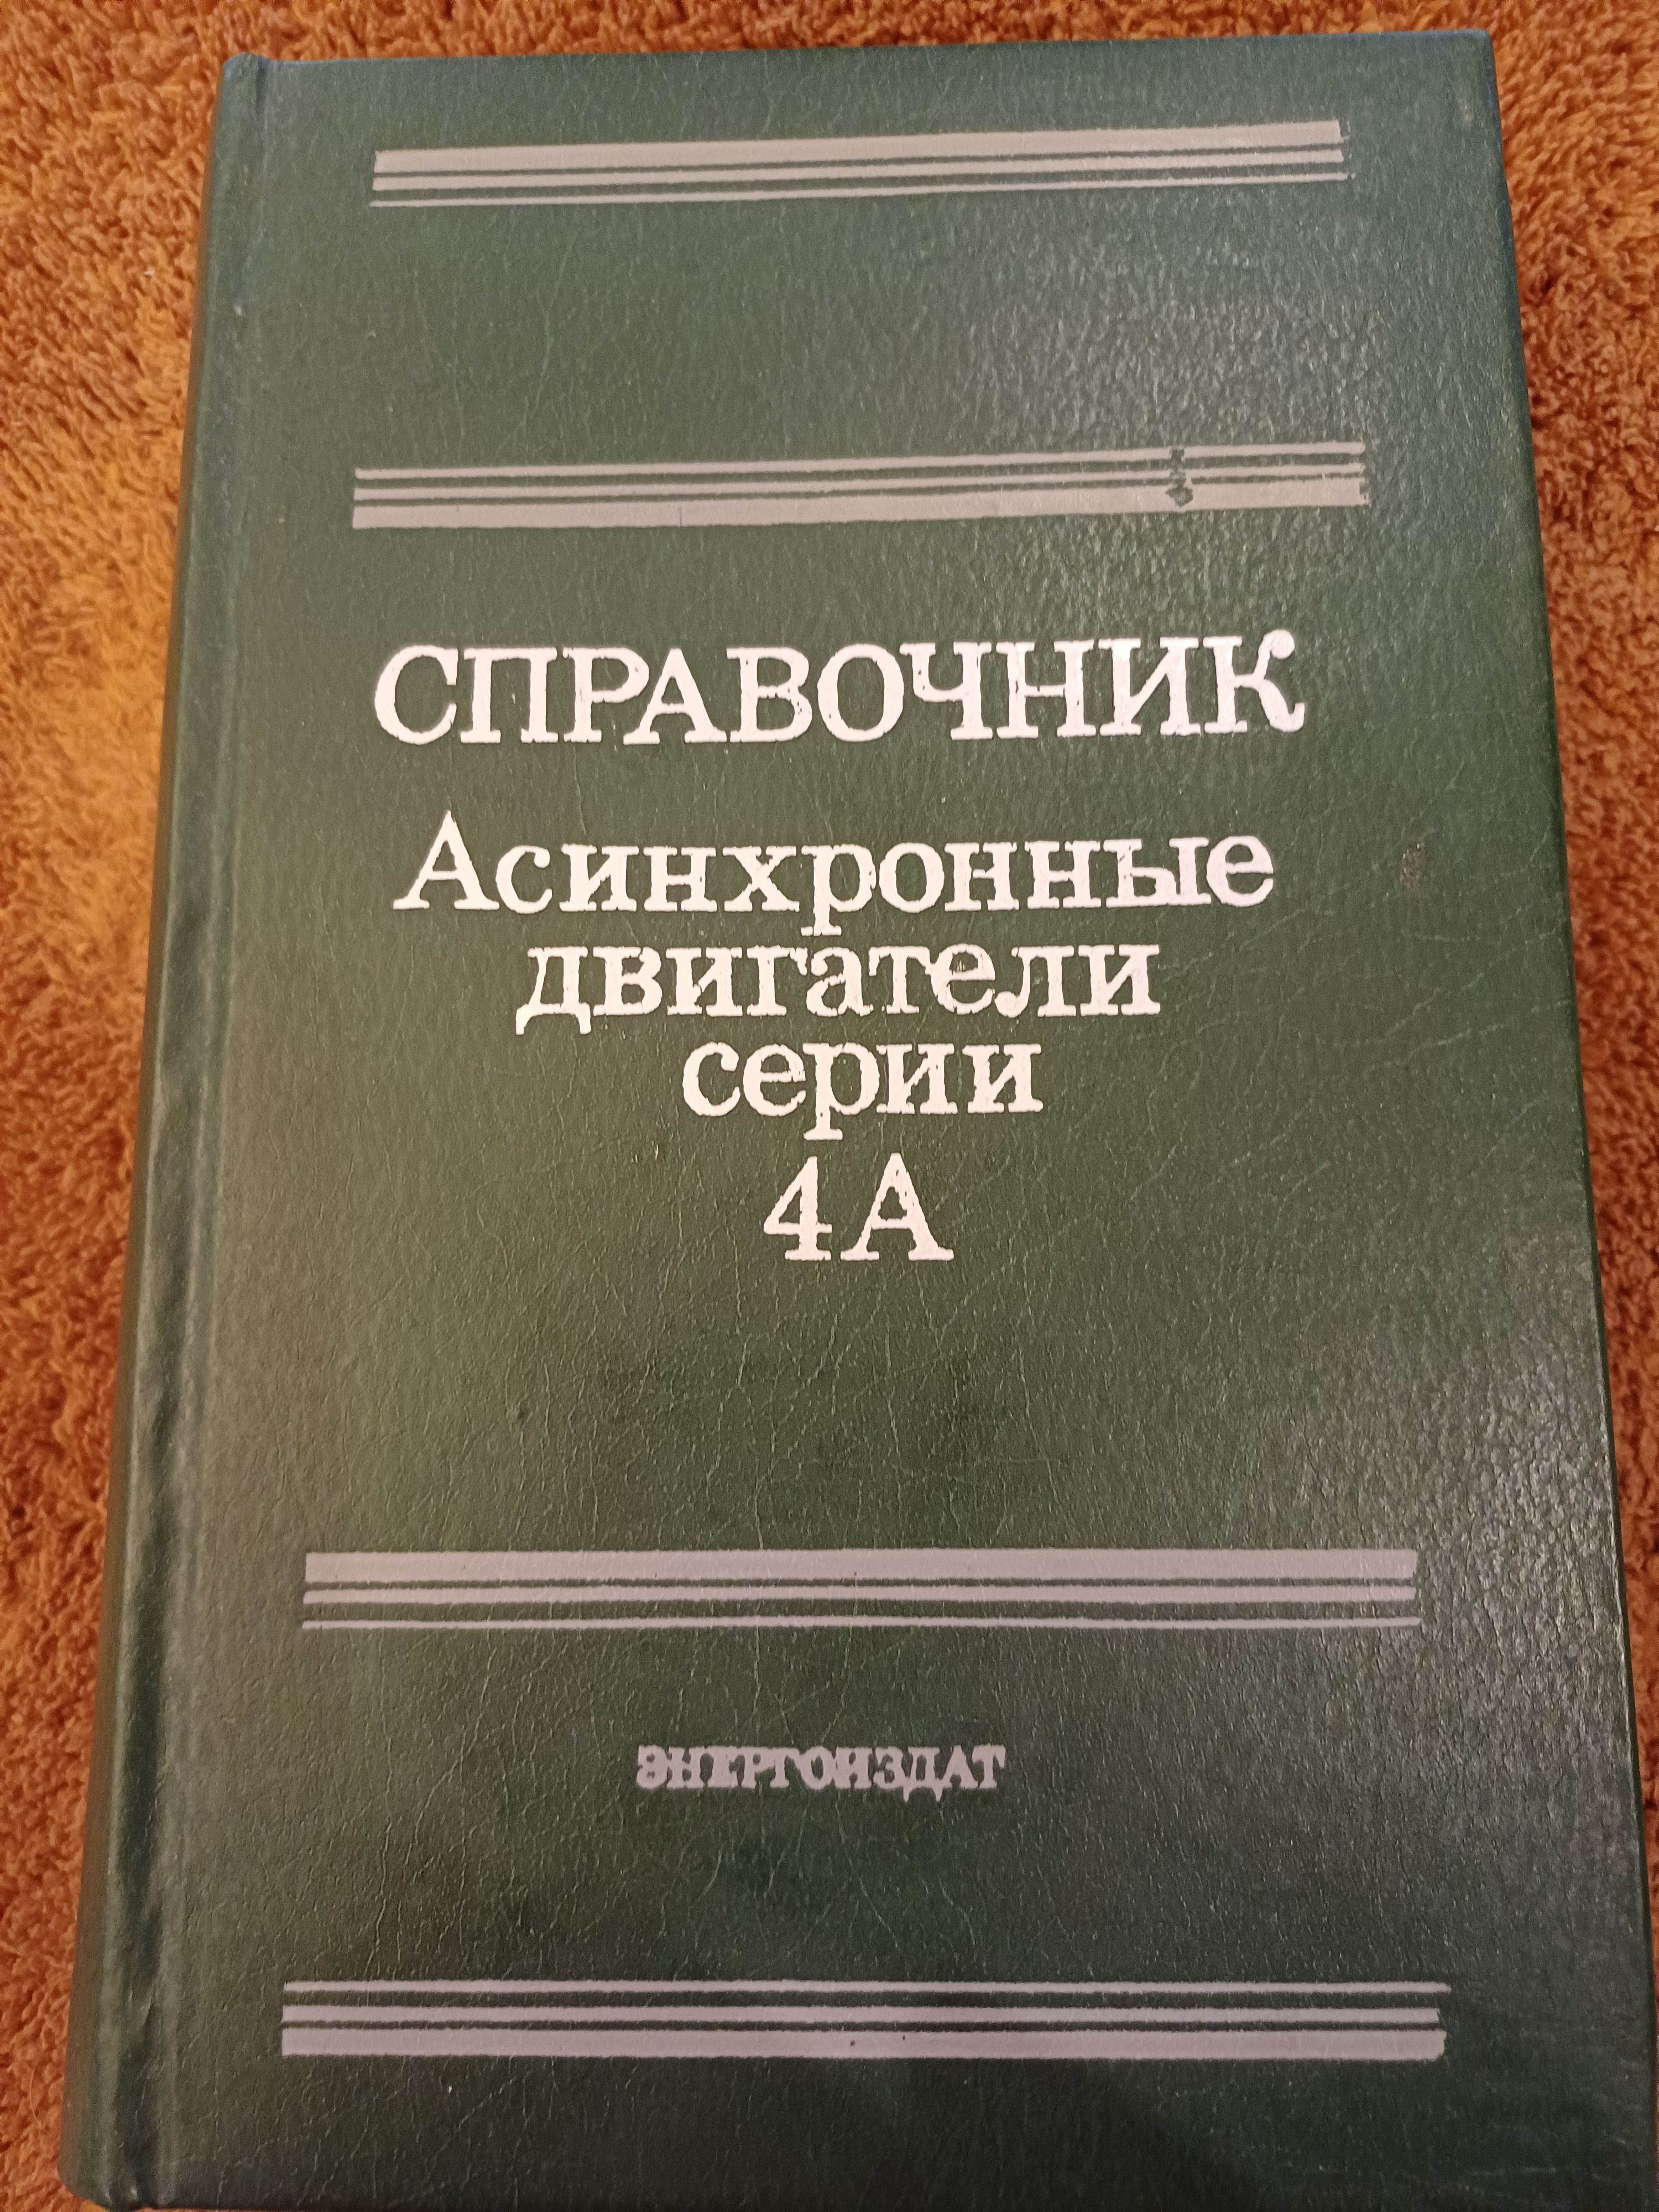 СПРАВОЧНИК
Асинхронные
двигатели
серии
4А
ЭНЕРГОИЗДАТ